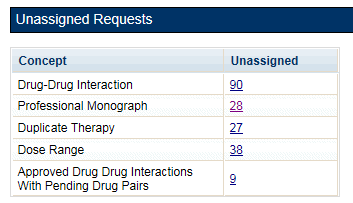 Unassigned Requests
Concept Unassigned
Drug-Drug Interaction 90
Professional Monograph 28
Duplicate Therapy 27
Dose Range 38
Approved Drug Drug Interactions
With Pending Drug Pairs 9